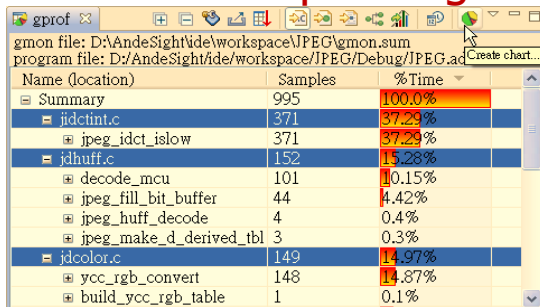 gprof
gmon file: D:\AndeSight\ide\workspace\JPEG\gmon.sum
program file: D:/AndeSight/ide/workspace/JPEG/Debug/JPEG.ad
Create chart...
Name (location) Samples %Time
Summary 995 100.0%
jidctint.c 371 37.29%
jpeg_idct_islow 371 37.29%
jdhuff.c 152 15.28%
decode_mcu 101 10.15%
jpeg_fill_bit_buffer 44 4.42%
jpeg_huff_decode 4 0.4%
jpeg_make_d_derived_tbl 3 0.3%
jdcolor.c 149 14.97%
ycc_rgb_convert 148 14.87%
build_ycc_rgb_table 1 0.1%